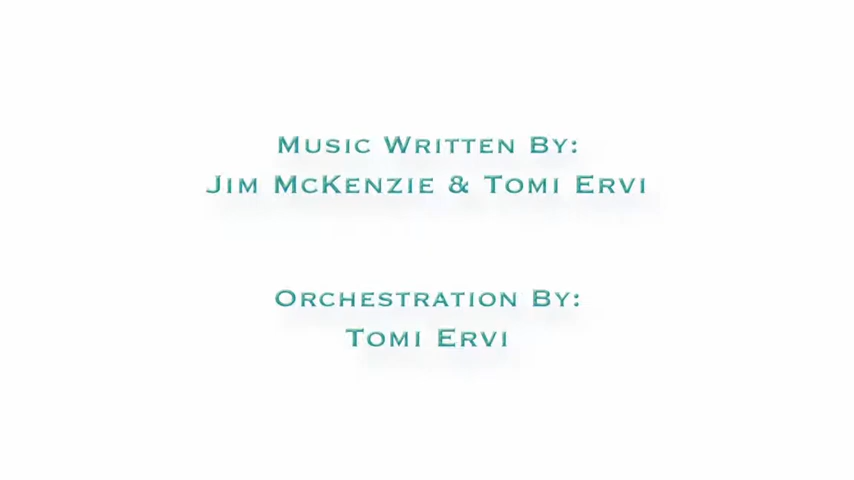 Music Written By:
Jim McKenzie & Tomi Ervi
Orchestration By:
Tomi Ervi